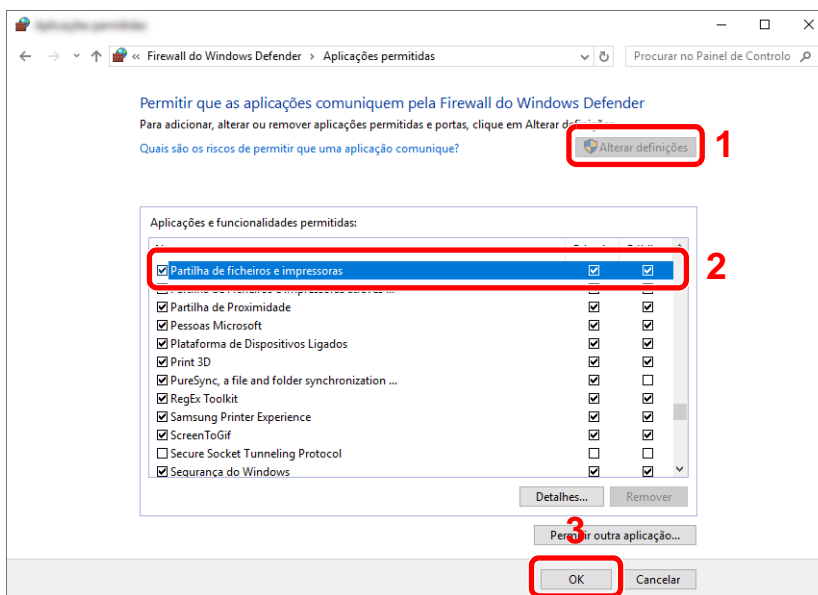 « Firewall do Windows Defender › Aplicações permitidas
Procurar no Painel de Controlo
Permitir que as aplicações comuniquem pela Firewall do Windows Defender
Para adicionar, alterar ou remover aplicações permitidas e portas, clique em Alterar definições.
Quais são os riscos de permitir que uma aplicação comunique?
Alterar definições
1
Aplicações e funcionalidades permitidas:
Partilha de ficheiros e impressoras
2
Partilha de Proximidade
Pessoas Microsoft
Plataforma de Dispositivos Ligados
Print 3D
PureSync, a file and folder synchronization ...
RegEx Toolkit
Samsung Printer Experience
ScreenToGif
Secure Socket Tunneling Protocol
Segurança do Windows
Detalhes...
Remover
3
Permitir outra aplicação...
OK
Cancelar